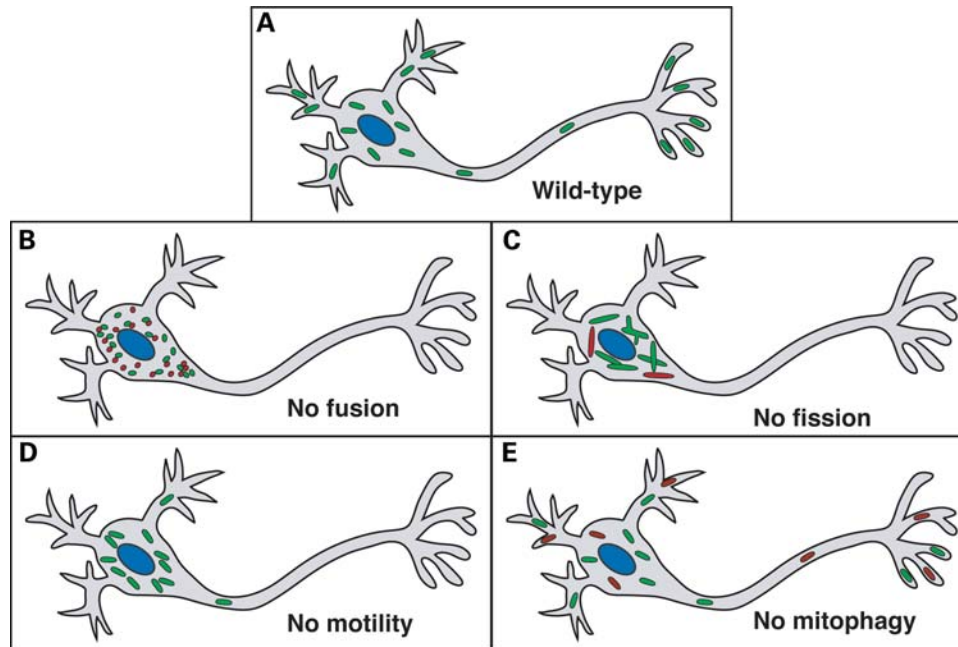 A
Wild-type
B
No fusion
C
No fission
D
No motility
E
No mitophagy